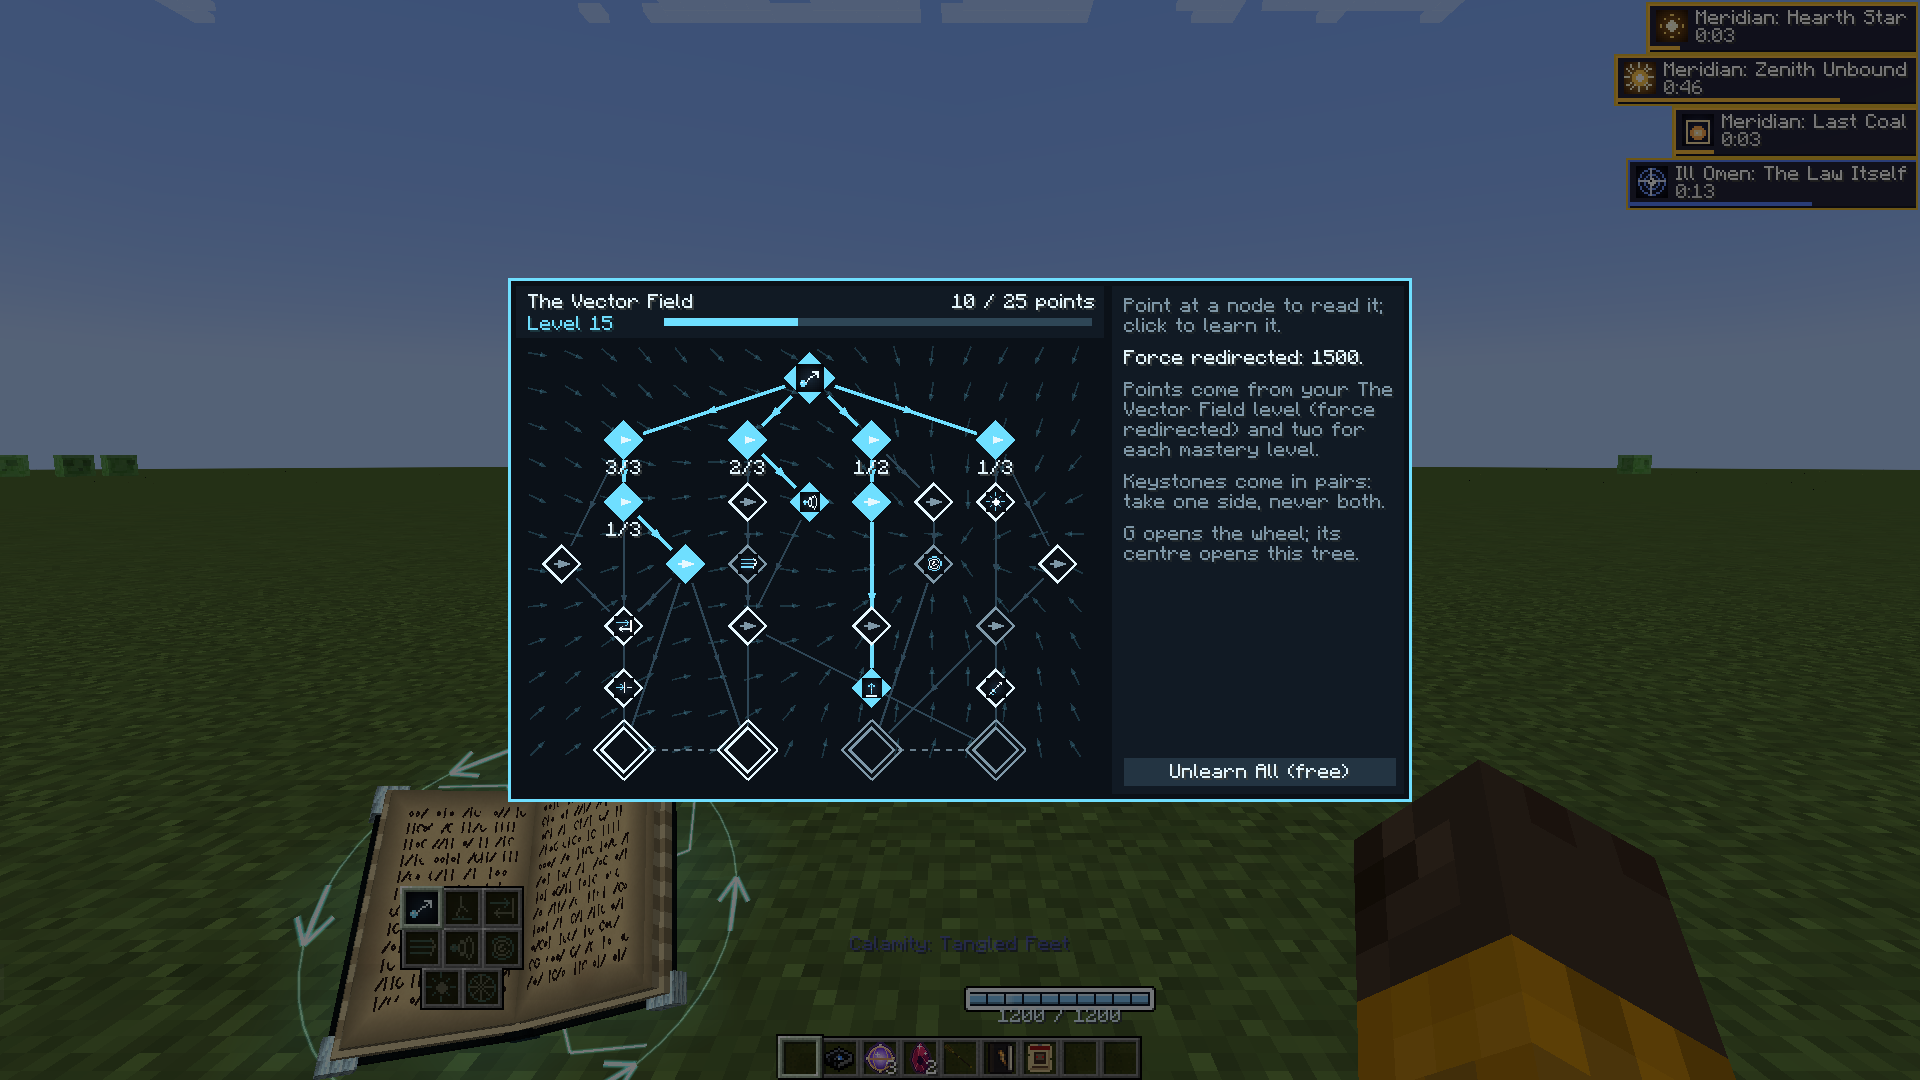 Meridian: Hearth Star
0:03
Meridian: Zenith Unbound
0:46
Meridian: Last Coal
0:03
Ill Omen: The Law Itself
0:13
The Vector Field
10 / 25 points
Level 15
3/3
2/3
1/2
1/3
1/3
Point at a node to read it;
click to learn it.
Force redirected: 1500.
Points come from your The
Vector Field level (force
redirected) and two for
each mastery level.
Keystones come in pairs:
take one side, never both.
G opens the wheel; its
centre opens this tree.
Unlearn All (free)
Calamity: Tangled Feet
1200 / 1200
3
2